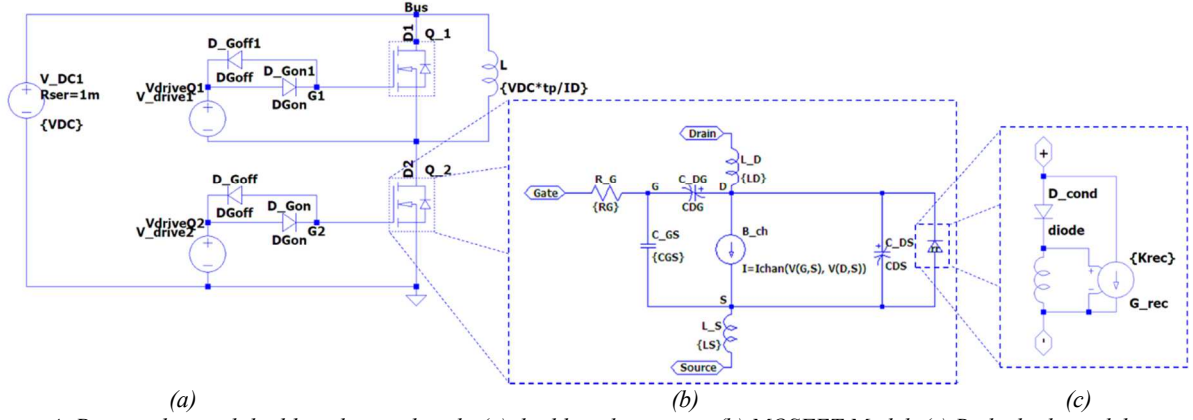 Bus
D_Goff1
D1
Q_1
DGoff
D_Gon1
L
V_DC1
Rser=1m
{VDC}
VdriveQ1
V_drive1
DGon
G1
{VDC*tp/ID}
D2
Q_2
D_Goff
DGoff
D_Gon
VdriveQ2
V_drive2
DGon
G2
Drain
L_D
{LD}
R_G
{RG}
Gate
G
C_DG
CDG
D
B_ch
C_GS
{CGS}
I=Ichan(V(G,S), V(D,S))
C_DS
CDS
S
L_S
{LS}
Source
+
D_cond
diode
{Krec}
G_rec
-
(a)
(b)
(c)